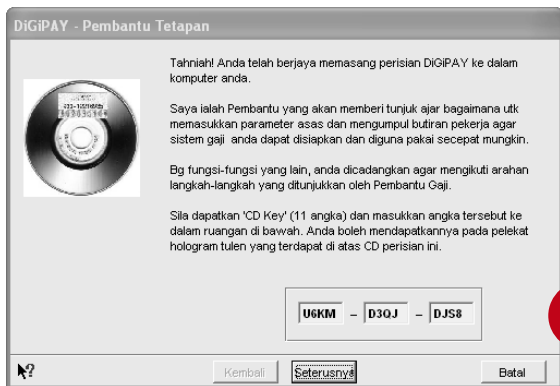 DiGiPAY - Pembantu Tetapan
Tahniah! Anda telah berjaya memasang perisian DiGiPAY ke dalam
komputer anda.
Saya ialah Pembantu yang akan memberi tunjuk ajar bagaimana utk
memasukkan parameter asas dan mengumpul butiran pekerja agar
sistem gaji anda dapat disiapkan dan diguna pakai secepat mungkin.
Bg fungsi-fungsi yang lain, anda dicadangkan agar mengikuti arahan
langkah-langkah yang ditunjukkan oleh Pembantu Gaji.
Sila dapatkan 'CD Key' (11 angka) dan masukkan angka tersebut ke
dalam ruangan di bawah. Anda boleh mendapatkannya pada pelekat
hologram tulen yang terdapat di atas CD perisian ini.
U6KM – D3QJ – DJS8
? Kembali Seterusnya Batal